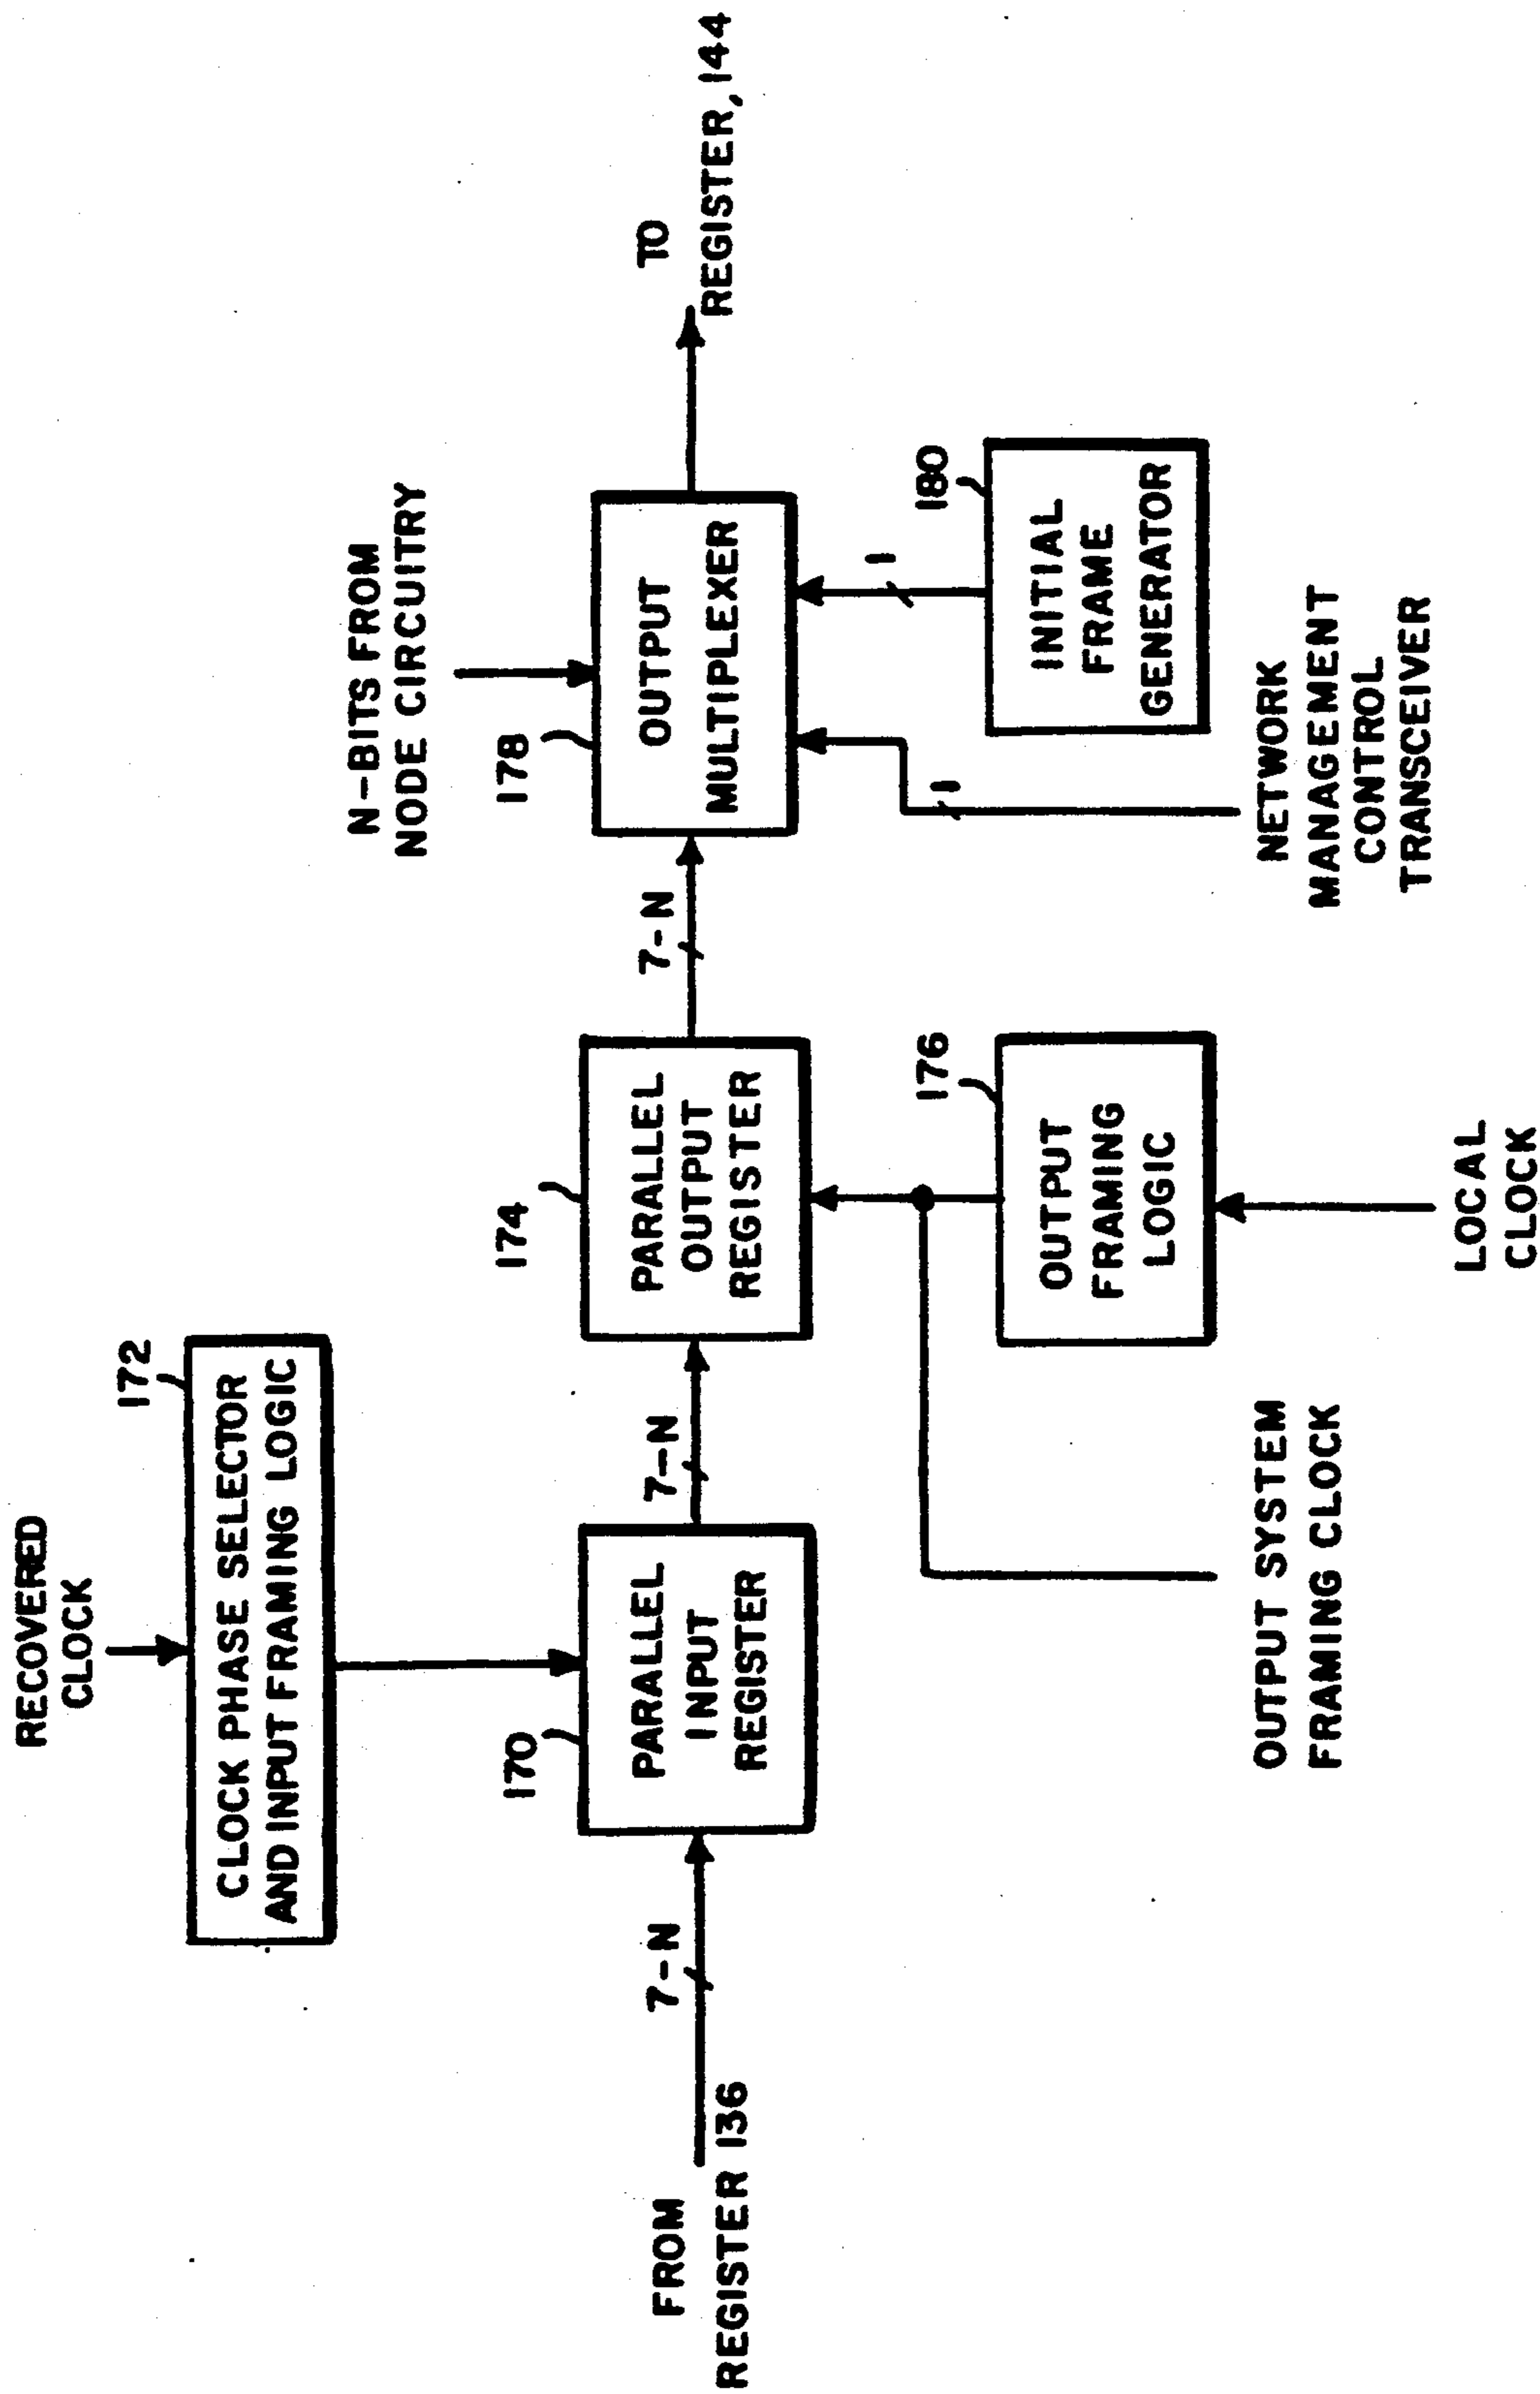 RECOVERED
CLOCK
172
CLOCK PHASE SELECTOR
AND INPUT FRAMING LOGIC
FROM
REGISTER 136
7-N
170
PARALLEL
INPUT
REGISTER
7-N
174
PARALLEL
OUTPUT
REGISTER
7-N
N-BITS FROM
NODE CIRCUITRY
178
OUTPUT
MULTIPLEXER
TO
REGISTER, 144
OUTPUT SYSTEM
FRAMING CLOCK
176
OUTPUT
FRAMING
LOGIC
LOCAL
CLOCK
1
NETWORK
MANAGEMENT
CONTROL
TRANSCEIVER
1
180
INITIAL
FRAME
GENERATOR